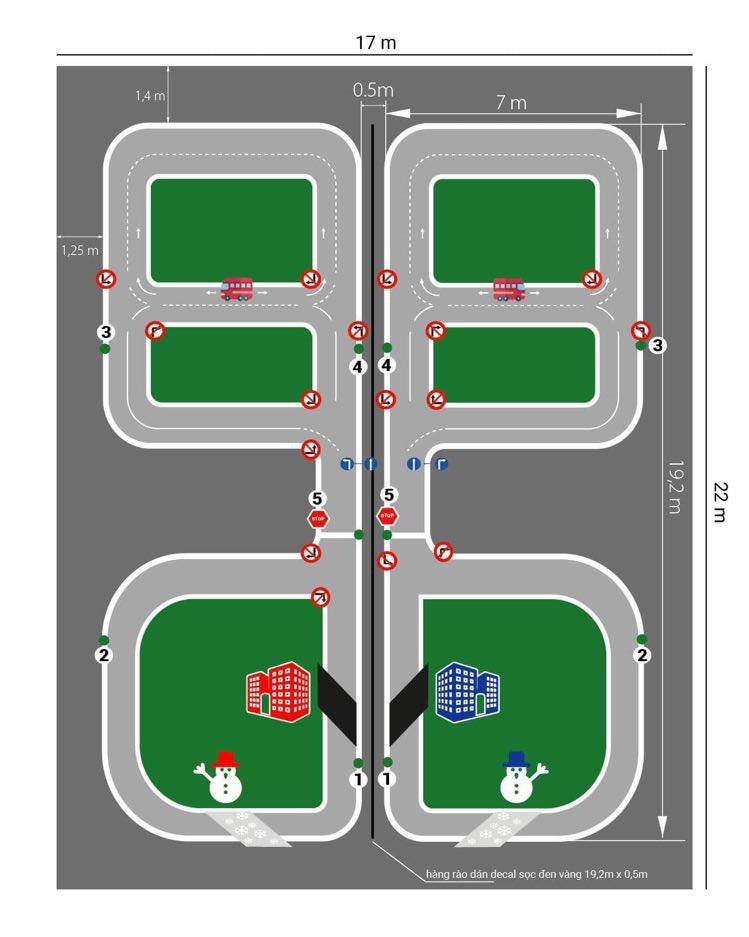 17 m
1,4 m
0.5m
7 m
1,25 m
3
4
4
3
5
5
STOP
STOP
19,2 m
22 m
2
2
1
1
hàng rào dán decal sọc đen vàng 19,2m x 0,5m